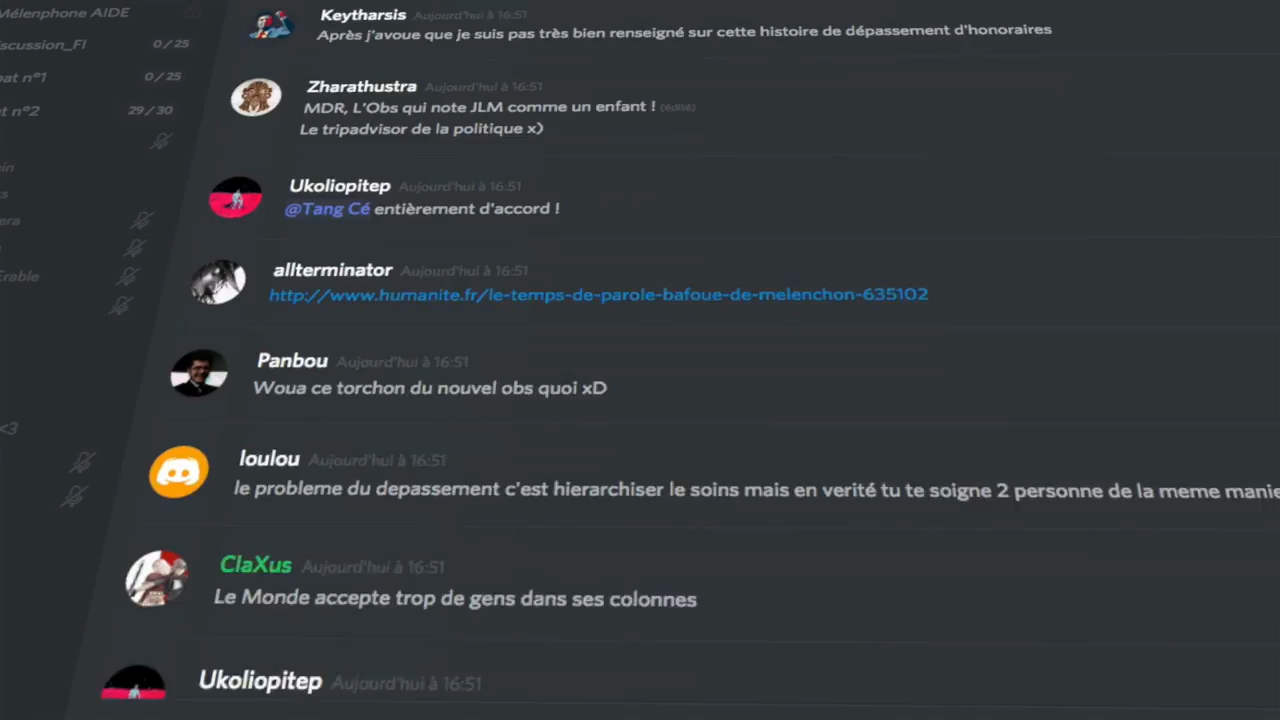 Mélenphone AIDE
scussion_FI 0/25
0/25
n°2 29/30
Erable
<3
Keytharsis Aujourd'hui à 16:51
Après j'avoue que je suis pas très bien renseigné sur cette histoire de dépassement d'honoraires
Zharathustra Aujourd'hui à 16:51
MDR, L'Obs qui note JLM comme un enfant ! (édité)
Le tripadvisor de la politique x)
Ukoliopitep Aujourd'hui à 16:51
@Tang Cé entièrement d'accord !
allterminator Aujourd'hui à 16:51
http://www.humanite.fr/le-temps-de-parole-bafoue-de-melenchon-635102
Panbou Aujourd'hui à 16:51
Woua ce torchon du nouvel obs quoi xD
loulou Aujourd'hui à 16:51
le probleme du depassement c'est hierarchiser le soins mais en verité tu te soigne 2 personne de la meme manie
ClaXus Aujourd'hui à 16:51
Le Monde accepte trop de gens dans ses colonnes
Ukoliopitep Aujourd'hui à 16:51